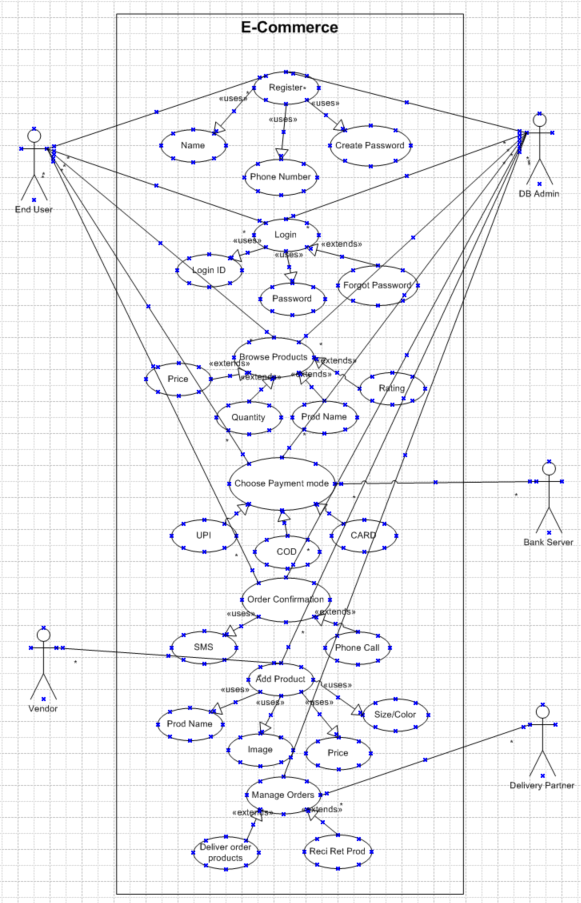 E-Commerce
Register
«uses»
«uses»
«uses»
Name
Create Password
Phone Number
End User
DB Admin
Login
«uses»
«extends»
«uses»
Login ID
Forgot Password
Password
Browse Products
«extends»
«extends»
«extends»
«extends»
Price
Rating
Quantity
Prod Name
Choose Payment mode
Bank Server
UPI
CARD
COD
Order Confirmation
«uses»
«extends»
SMS
Phone Call
Vendor
Add Product
«uses»
«uses»
«uses»
«uses»
Prod Name
Size/Color
Image
Price
Delivery Partner
Manage Orders
«extends»
«extends»
Deliver order
products
Reci Ret Prod